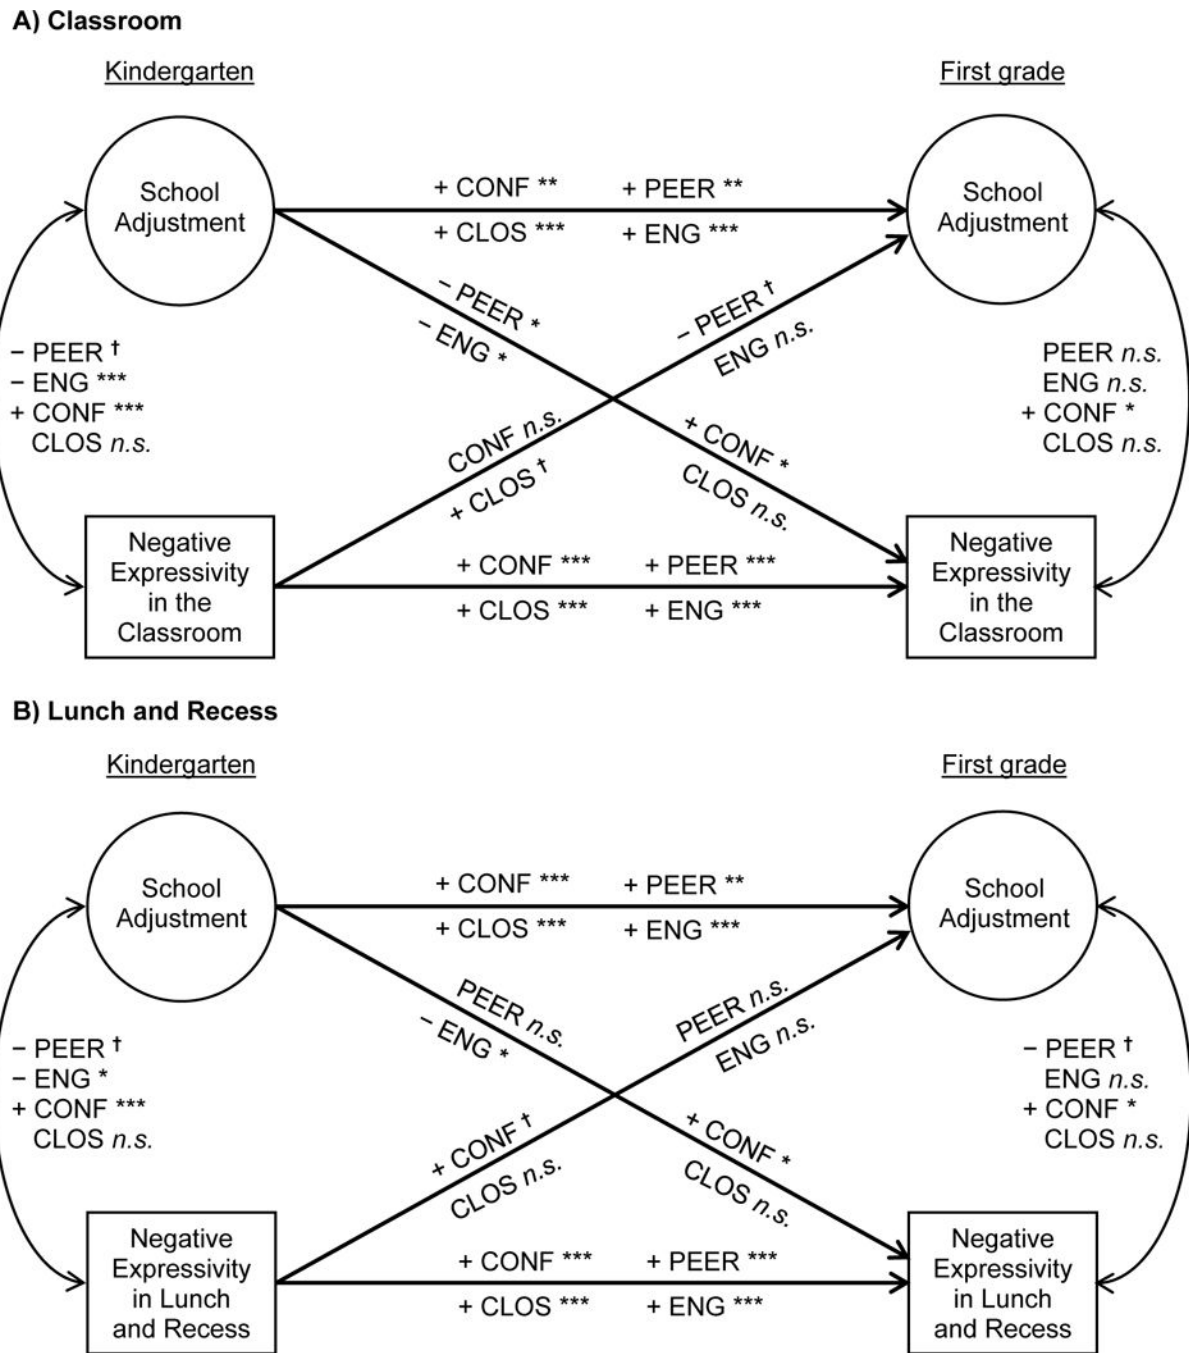 A) Classroom
Kindergarten
First grade
School
Adjustment
+ CONF ** + PEER **
+ CLOS *** + ENG ***
School
Adjustment
− PEER *
− ENG *
− PEER †
ENG n.s.
− PEER †
− ENG ***
+ CONF ***
CLOS n.s.
PEER n.s.
ENG n.s.
+ CONF *
CLOS n.s.
CONF n.s.
+ CLOS †
+ CONF *
CLOS n.s.
Negative
Expressivity
in the
Classroom
+ CONF *** + PEER ***
+ CLOS *** + ENG ***
Negative
Expressivity
in the
Classroom
B) Lunch and Recess
Kindergarten
First grade
School
Adjustment
+ CONF *** + PEER **
+ CLOS *** + ENG ***
School
Adjustment
PEER n.s.
− ENG *
PEER n.s.
ENG n.s.
− PEER †
− ENG *
+ CONF ***
CLOS n.s.
− PEER †
ENG n.s.
+ CONF *
CLOS n.s.
+ CONF †
CLOS n.s.
+ CONF *
CLOS n.s.
Negative
Expressivity
in Lunch
and Recess
+ CONF *** + PEER ***
+ CLOS *** + ENG ***
Negative
Expressivity
in Lunch
and Recess